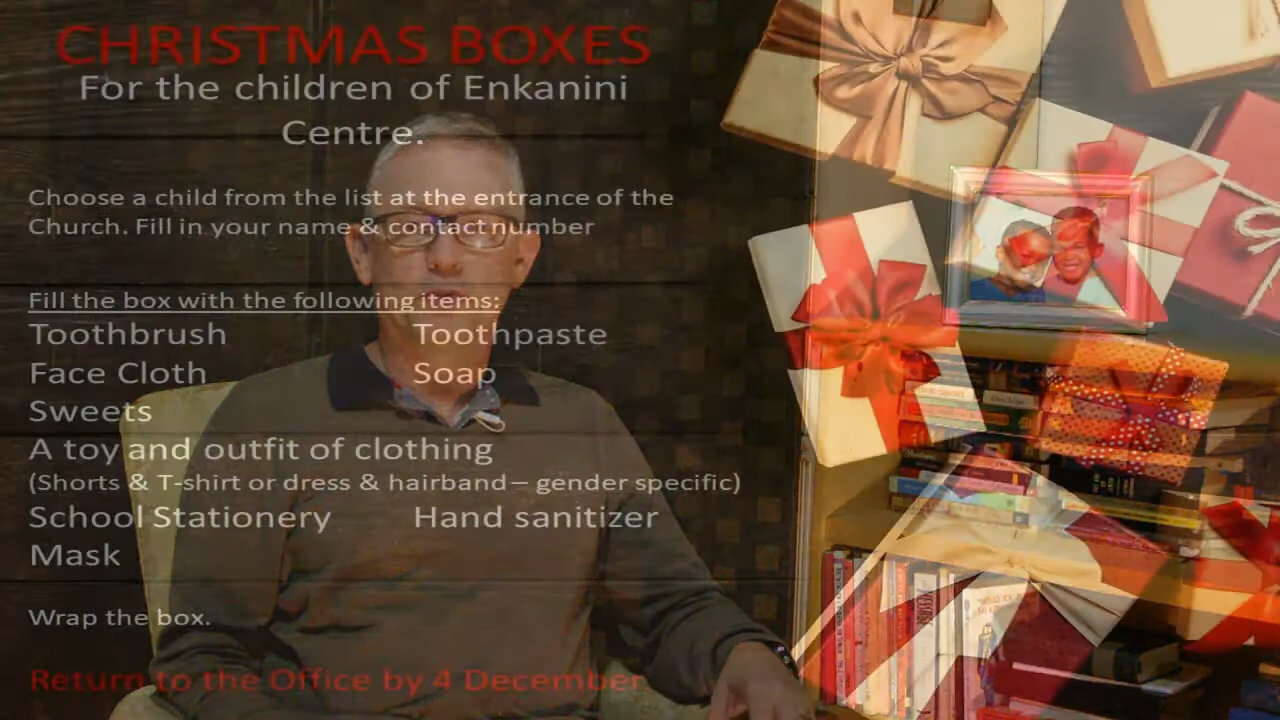 CHRISTMAS BOXES
For the children of Enkanini
Centre.
Choose a child from the list at the entrance of the
Church. Fill in your name & contact number
Fill the box with the following items:
Toothbrush Toothpaste
Face Cloth Soap
Sweets
A toy and outfit of clothing
(Shorts & T-shirt or dress & hairband – gender specific)
School Stationery Hand sanitizer
Mask
Wrap the box.
Return to the Office by 4 December